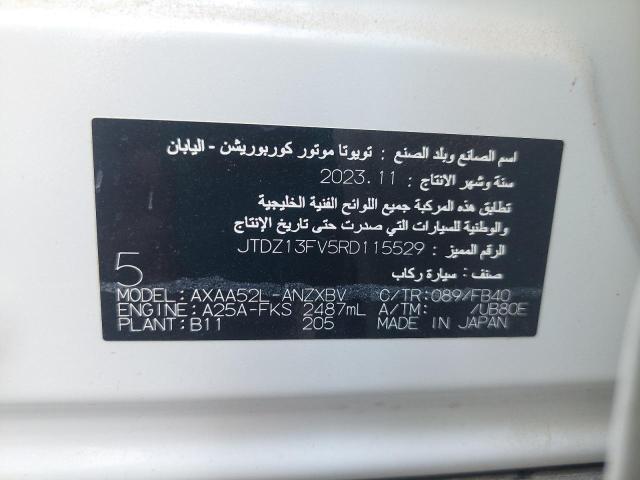 اسم الصانع وبلد الصنع : تويوتا موتور كوربوريشن - اليابان
سنة وشهر الانتاج : 2023.11
تطابق هذه المركبة جميع اللوائح الفنية الخليجية
والوطنية للسيارات التي صدرت حتى تاريخ الإنتاج
الرقم المميز : JTDZ13FV5RD115529
صنف : سيارة ركاب
5
MODEL: AXAA52L-ANZXBV C/TR: 089/FB40
ENGINE: A25A-FKS 2487mL A/TM: /UB80E
PLANT: B11 205 MADE IN JAPAN